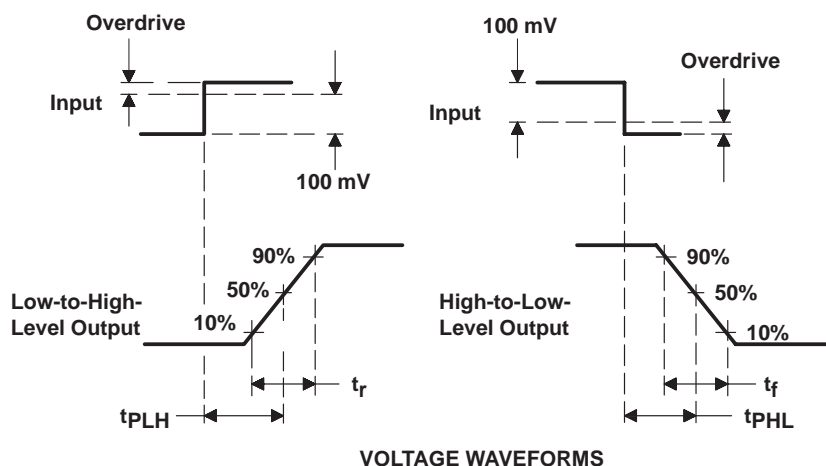 Overdrive
Input
100 mV
90%
50%
10%
Low-to-High-
Level Output
tr
tPLH
100 mV
Overdrive
Input
90%
50%
10%
High-to-Low-
Level Output
tf
tPHL
VOLTAGE WAVEFORMS